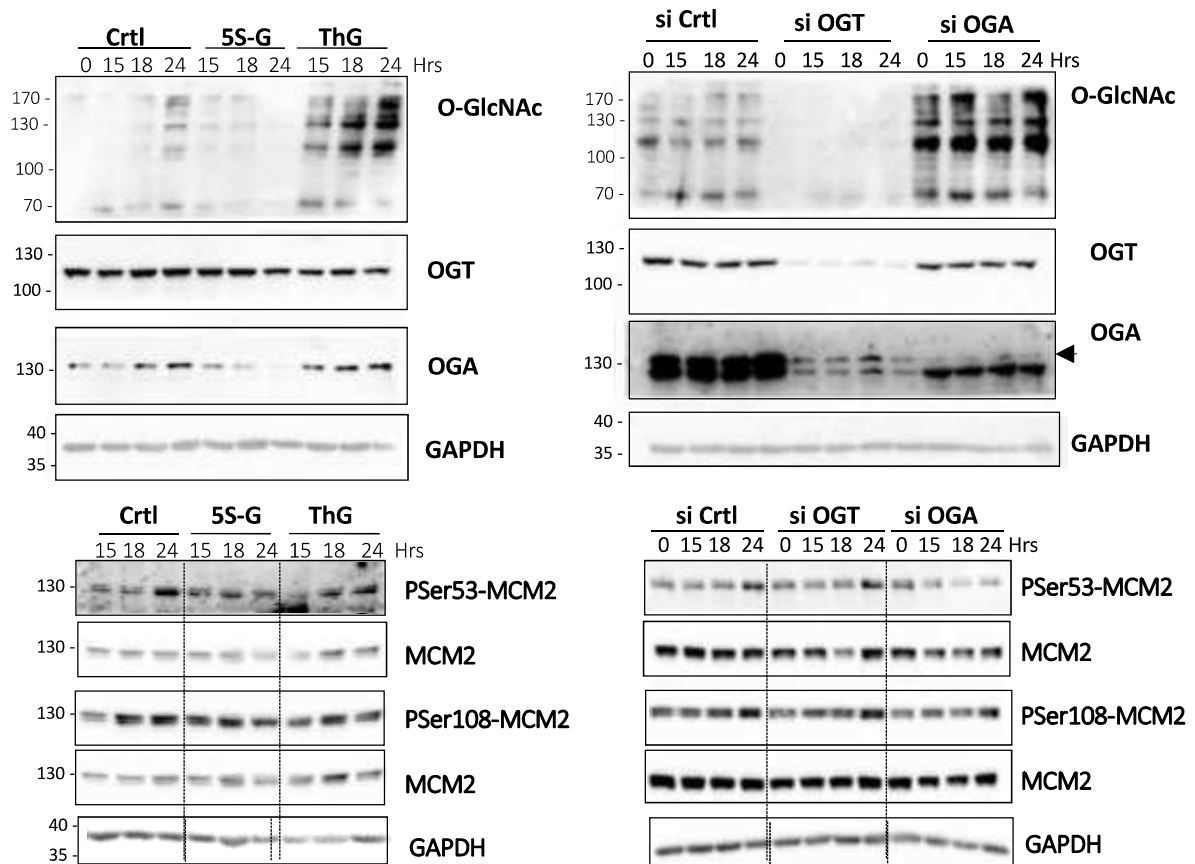 Crtl 5S-G ThG
0 15 18 24 15 18 24 15 18 24 Hrs
170 -
130 -
100 -
70 -
O-GlcNAc
130 -
100 -
OGT
130 -
OGA
40 -
35 -
GAPDH
si Crtl si OGT si OGA
0 15 18 24 0 15 18 24 0 15 18 24 Hrs
170 -
130 -
100 -
70 -
O-GlcNAc
130 -
100 -
OGT
130 -
OGA
40 -
35 -
GAPDH
Crtl 5S-G ThG
15 18 24 15 18 24 15 18 24 Hrs
130 -
PSer53-MCM2
130 -
MCM2
130 -
PSer108-MCM2
130 -
MCM2
40 -
35 -
GAPDH
si Crtl si OGT si OGA
0 15 18 24 0 15 18 24 0 15 18 24 Hrs
PSer53-MCM2
MCM2
PSer108-MCM2
MCM2
GAPDH